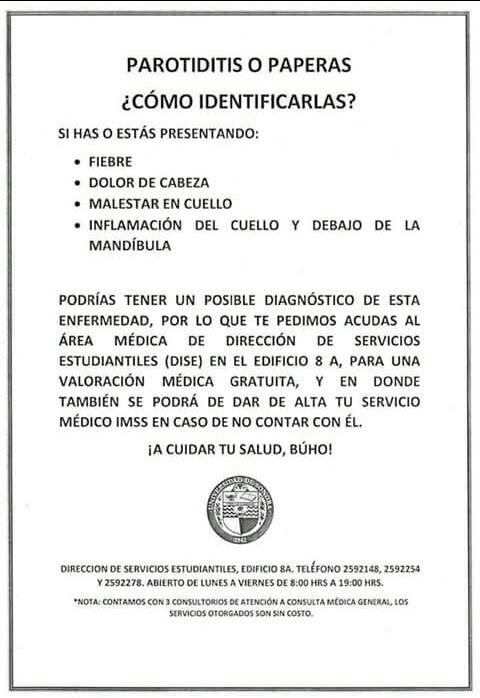 PAROTIDITIS O PAPERAS
¿CÓMO IDENTIFICARLAS?
SI HAS O ESTÁS PRESENTANDO:
• FIEBRE
• DOLOR DE CABEZA
• MALESTAR EN CUELLO
• INFLAMACIÓN DEL CUELLO Y DEBAJO DE LA
MANDÍBULA
PODRÍAS TENER UN POSIBLE DIAGNÓSTICO DE ESTA
ENFERMEDAD, POR LO QUE TE PEDIMOS ACUDAS AL
ÁREA MÉDICA DE DIRECCIÓN DE SERVICIOS
ESTUDIANTILES (DISE) EN EL EDIFICIO 8 A, PARA UNA
VALORACIÓN MÉDICA GRATUITA, Y EN DONDE
TAMBIÉN SE PODRÁ DE DAR DE ALTA TU SERVICIO
MÉDICO IMSS EN CASO DE NO CONTAR CON ÉL.
¡A CUIDAR TU SALUD, BÚHO!
UNIVERSIDAD DE SONORA
1942
DIRECCION DE SERVICIOS ESTUDIANTILES, EDIFICIO 8A. TELÉFONO 2592148, 2592254
Y 2592278. ABIERTO DE LUNES A VIERNES DE 8:00 HRS A 19:00 HRS.
*NOTA: CONTAMOS CON 3 CONSULTORIOS DE ATENCIÓN A CONSULTA MÉDICA GENERAL, LOS
SERVICIOS OTORGADOS SON SIN COSTO.